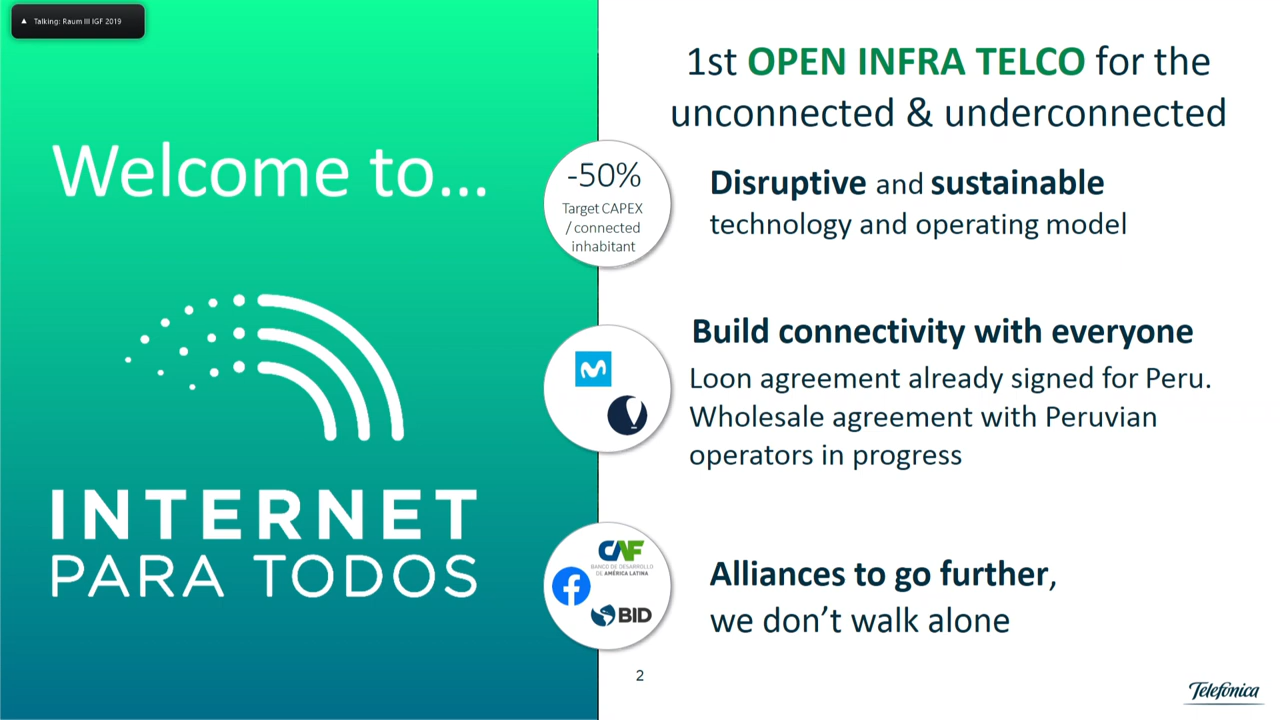 Talking: Raum III IGF 2019
Welcome to...
INTERNET
PARA TODOS
1st OPEN INFRA TELCO for the
unconnected & underconnected
-50%
Target CAPEX
/ connected
inhabitant
Disruptive and sustainable
technology and operating model
Build connectivity with everyone
Loon agreement already signed for Peru.
Wholesale agreement with Peruvian
operators in progress
CAF
BANCO DE DESARROLLO
DE AMÉRICA LATINA
BID
Alliances to go further,
we don’t walk alone
2
Telefónica